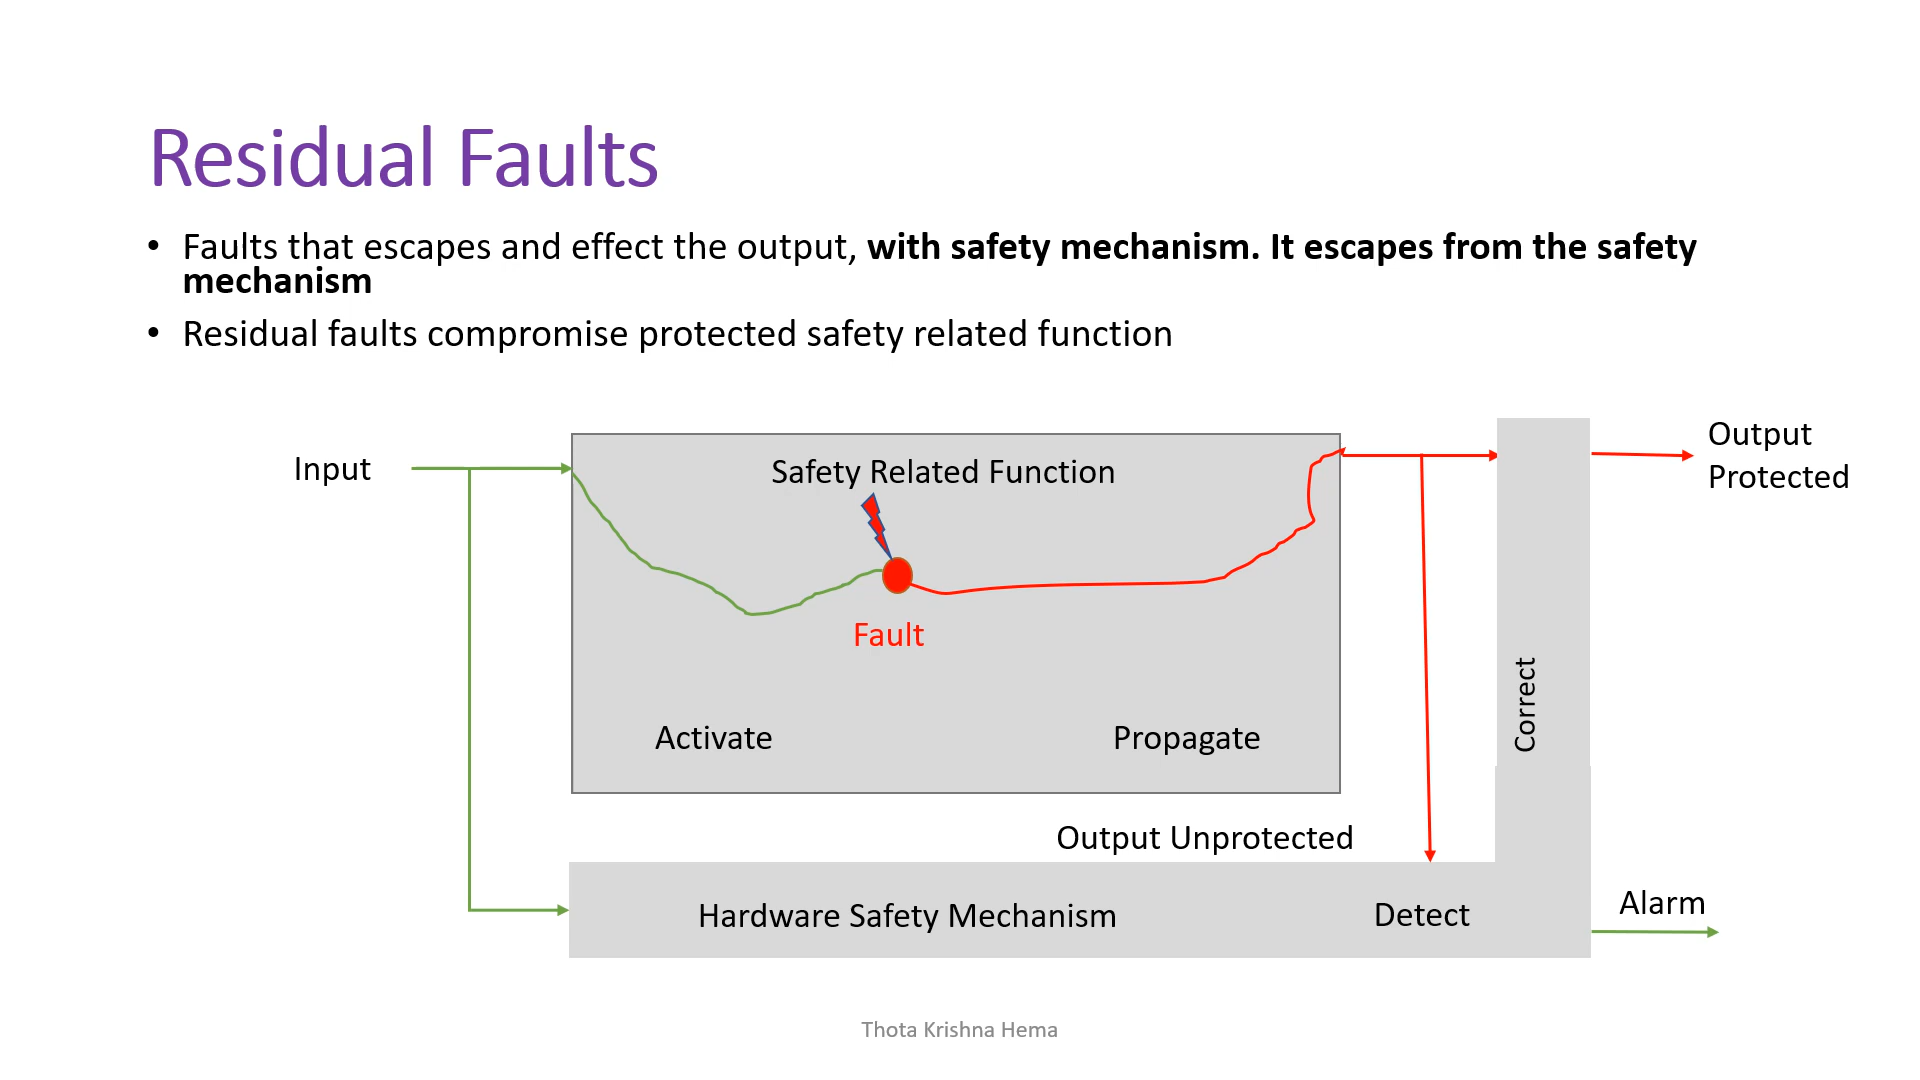 Residual Faults
• Faults that escapes and effect the output, with safety mechanism. It escapes from the safety
mechanism
• Residual faults compromise protected safety related function
Input
Safety Related Function
Output
Protected
Fault
Activate
Propagate
Correct
Output Unprotected
Hardware Safety Mechanism
Detect
Alarm
Thota Krishna Hema